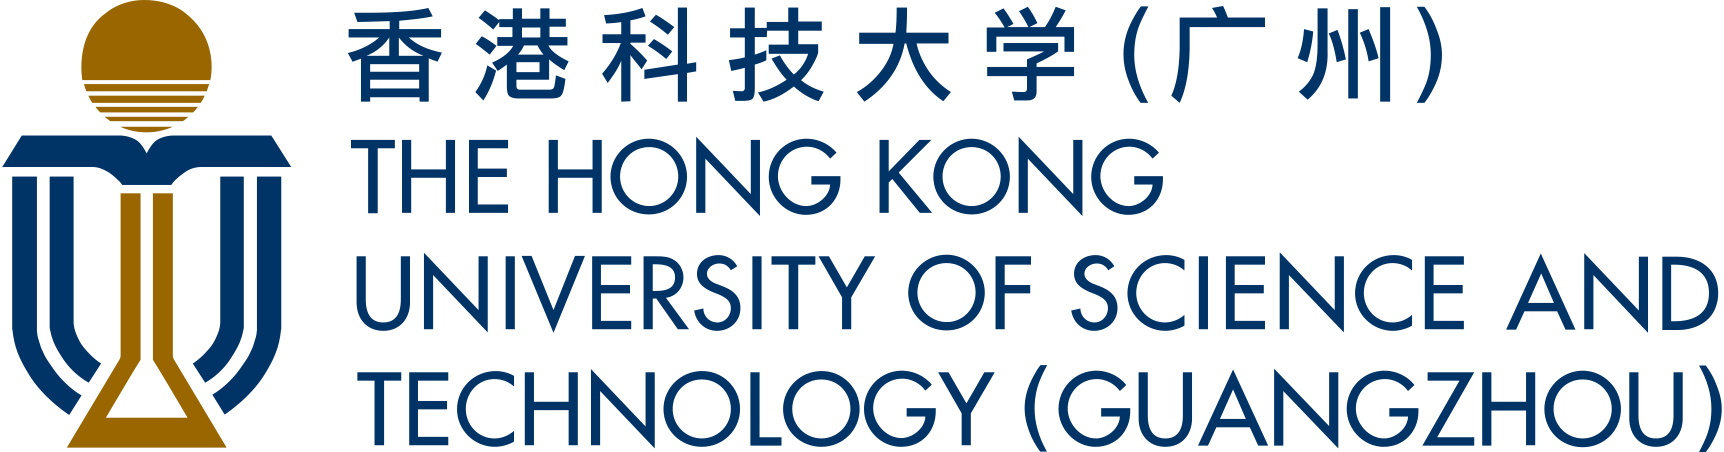 香港科技大学(广州)
THE HONG KONG
UNIVERSITY OF SCIENCE AND
TECHNOLOGY (GUANGZHOU)